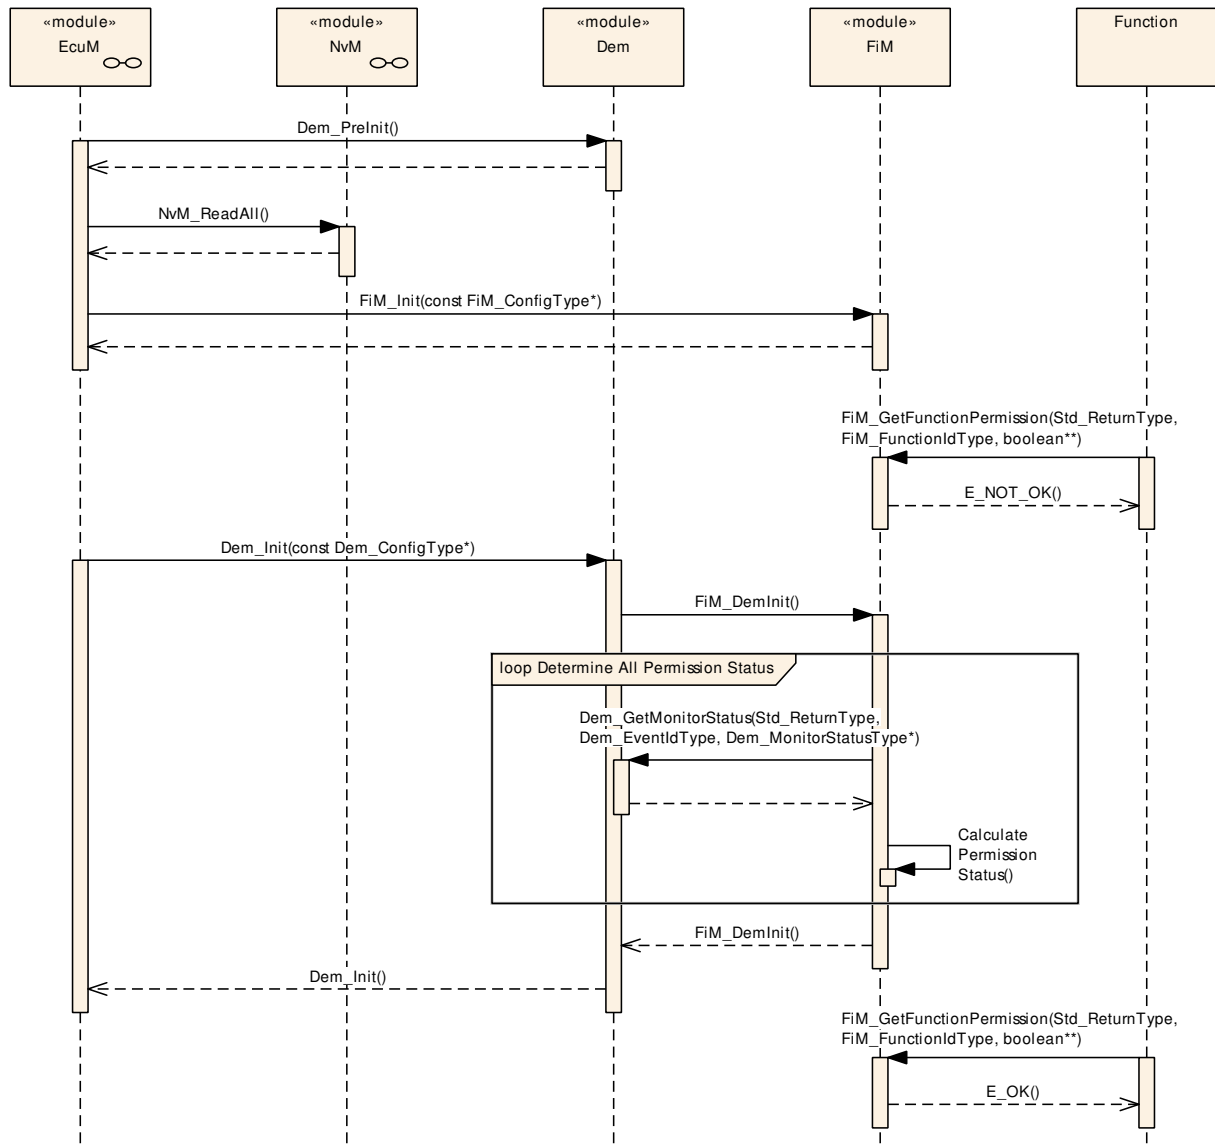 «module»
EcuM
«module»
NvM
«module»
Dem
«module»
FiM
Function
Dem_PreInit()
NvM_ReadAll()
FiM_Init(const FiM_ConfigType*)
FiM_GetFunctionPermission(Std_ReturnType,
FiM_FunctionIdType, boolean**)
E_NOT_OK()
Dem_Init(const Dem_ConfigType*)
FiM_DemInit()
loop Determine All Permission Status
Dem_GetMonitorStatus(Std_ReturnType,
Dem_EventIdType, Dem_MonitorStatusType*)
Calculate
Permission
Status()
FiM_DemInit()
Dem_Init()
FiM_GetFunctionPermission(Std_ReturnType,
FiM_FunctionIdType, boolean**)
E_OK()